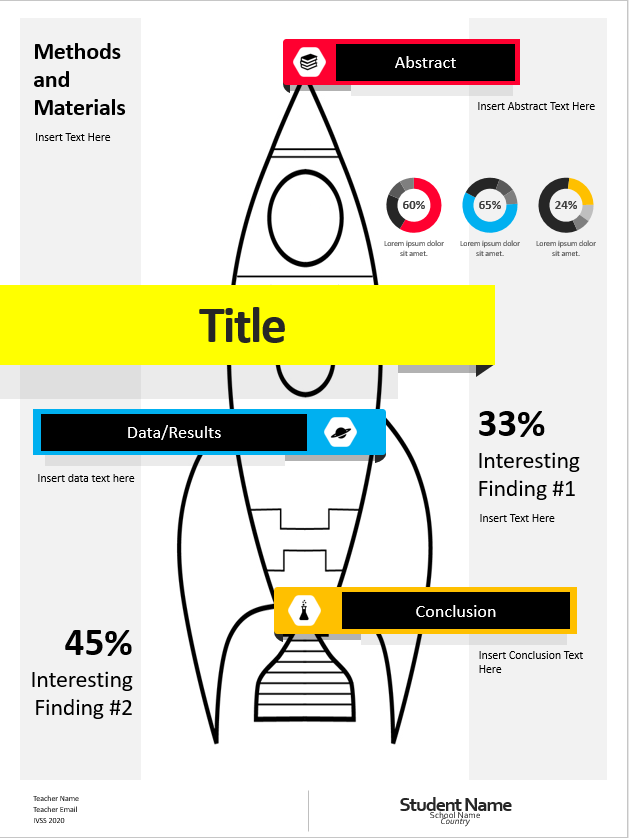 Methods
and
Materials
Insert Text Here
Abstract
Insert Abstract Text Here
60%
65%
24%
Lorem ipsum dolor
sit amet.
Lorem ipsum dolor
sit amet.
Lorem ipsum dolor
sit amet.
Title
Data/Results
Insert data text here
33%
Interesting
Finding #1
Insert Text Here
Conclusion
Insert Conclusion Text
Here
45%
Interesting
Finding #2
Teacher Name
Teacher Email
IVSS 2020
Student Name
School Name
Country